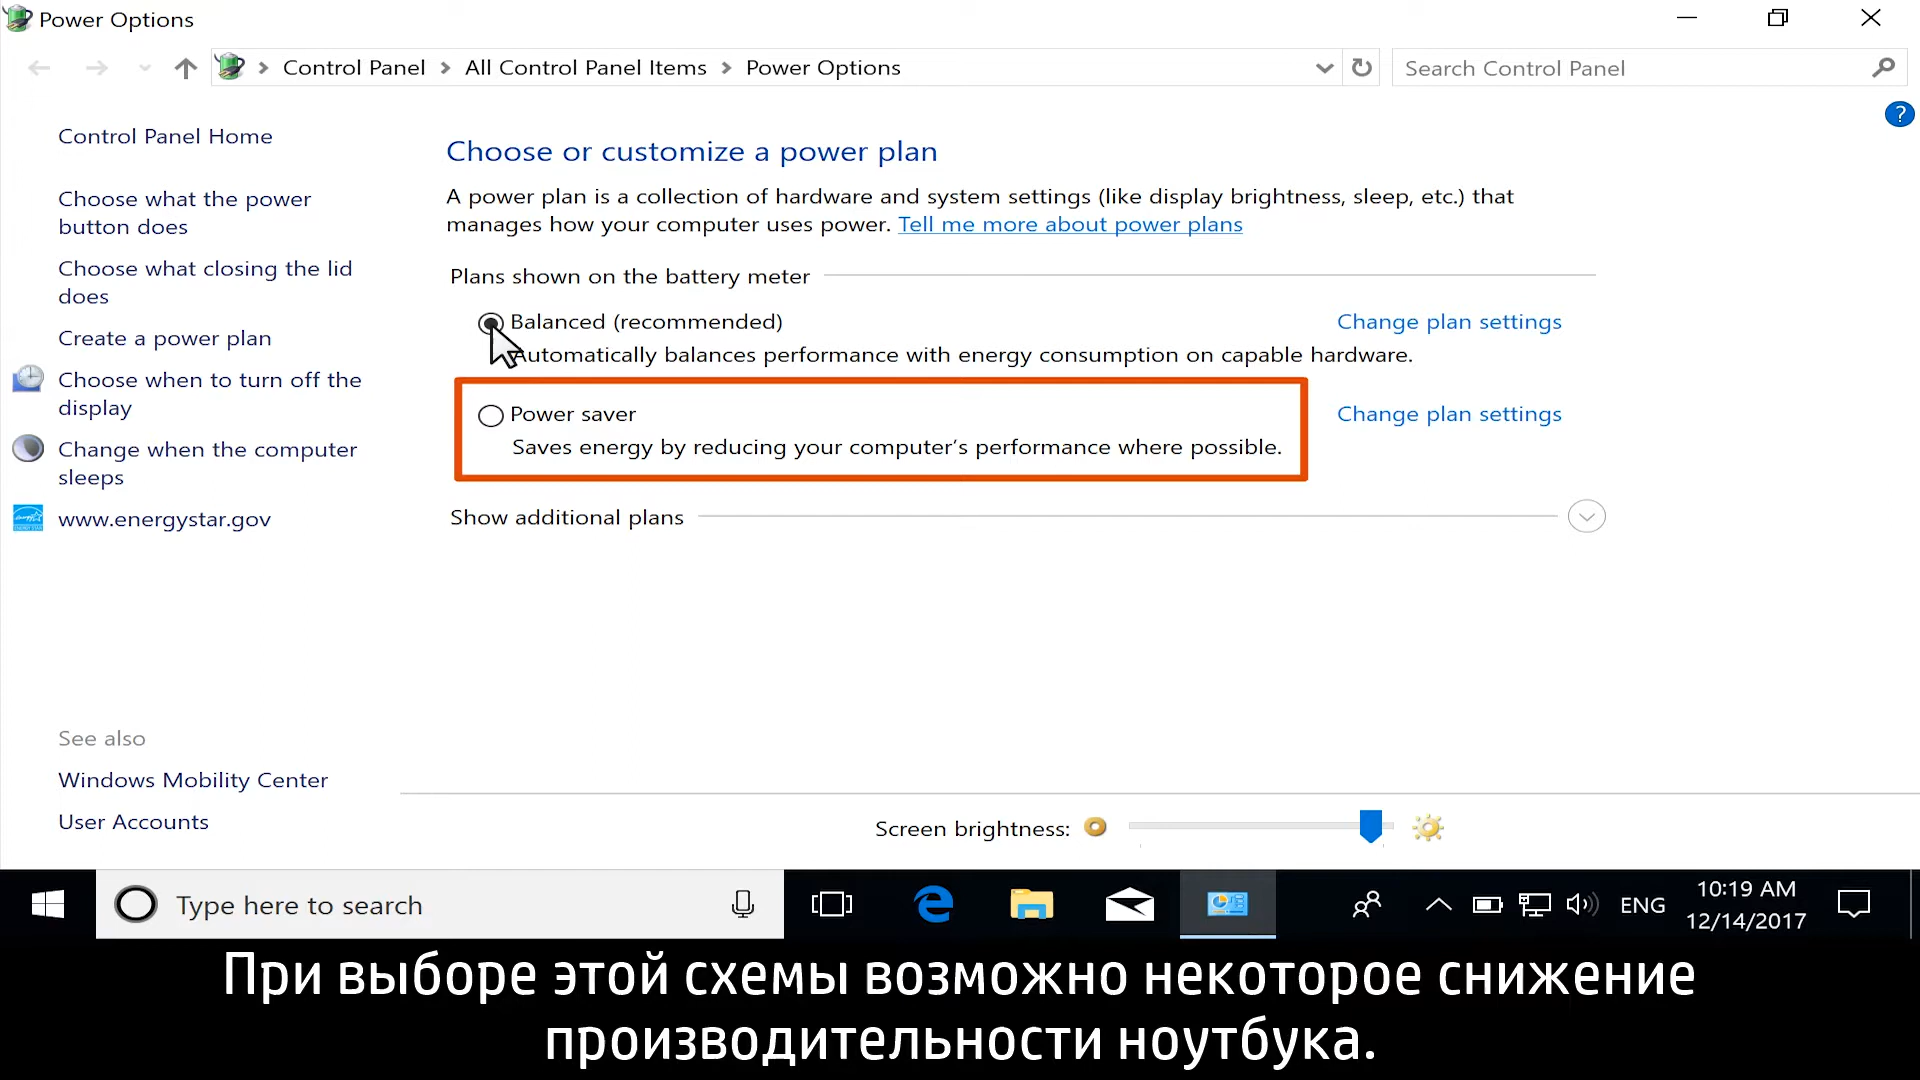 Power Options
Control Panel
All Control Panel Items
Power Options
Search Control Panel
?
Control Panel Home
Choose what the power
button does
Choose what closing the lid
does
Create a power plan
Choose when to turn off the
display
Change when the computer
sleeps
www.energystar.gov
Choose or customize a power plan
A power plan is a collection of hardware and system settings (like display brightness, sleep, etc.) that
manages how your computer uses power. Tell me more about power plans
Plans shown on the battery meter
Balanced (recommended)
Change plan settings
Automatically balances performance with energy consumption on capable hardware.
Power saver
Change plan settings
Saves energy by reducing your computer's performance where possible.
Show additional plans
See also
Windows Mobility Center
User Accounts
Screen brightness:
Type here to search
ENG
10:19 AM
12/14/2017
При выборе этой схемы возможно некоторое снижение
производительности ноутбука.